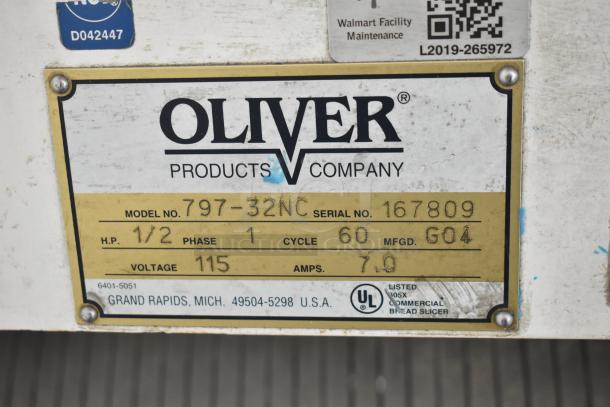 D042447
Walmart Facility
Maintenance
L2019-265972
OLIVER®
PRODUCTS COMPANY
MODEL NO. 797-32NC SERIAL NO. 167809
H.P. 1/2 PHASE 1 CYCLE 60 MFGD. G04
VOLTAGE 115 AMPS. 7.0
6401-5051
GRAND RAPIDS, MICH. 49504-5298 U.S.A.
UL
LISTED
105X
COMMERCIAL
BREAD SLICER